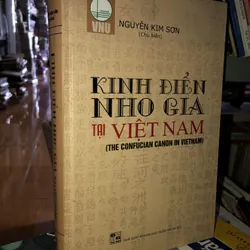 VNU
NGUYỄN KIM SƠN
(Chủ biên)
KINH ĐIỂN
NHO GIA
TẠI VIỆT NAM
(THE CONFUCIAN CANON IN VIETNAM)